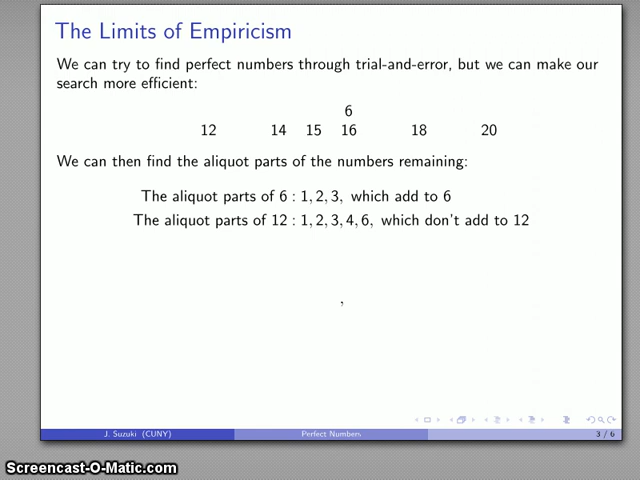 The Limits of Empiricism
We can try to find perfect numbers through trial-and-error, but we can make our
search more efficient:
6
12 14 15 16 18 20
We can then find the aliquot parts of the numbers remaining:
The aliquot parts of 6 : 1, 2, 3, which add to 6
The aliquot parts of 12 : 1, 2, 3, 4, 6, which don't add to 12
,
J. Suzuki (CUNY) Perfect Numbers 3 / 6
Screencast-O-Matic.com